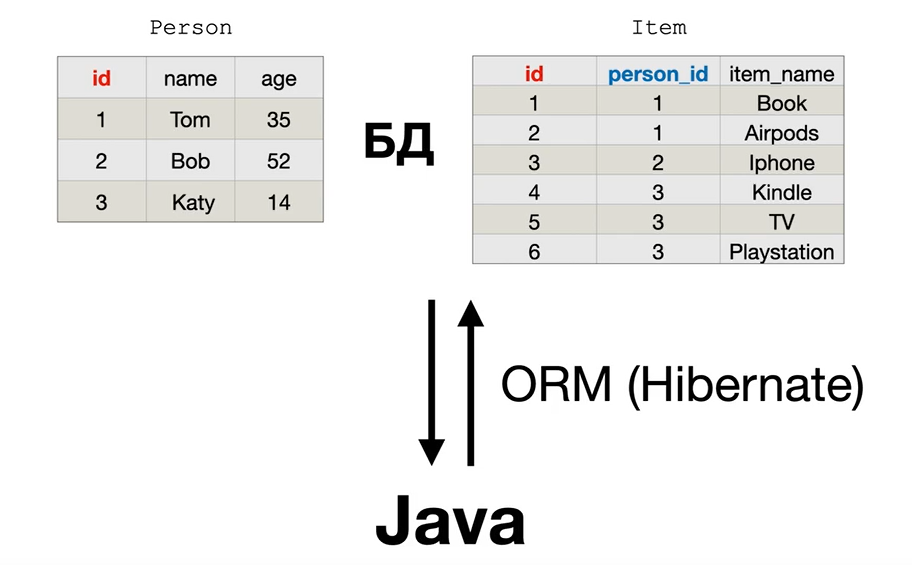 Person
id name age
1 Tom 35
2 Bob 52
3 Katy 14
БД
Item
id person_id item_name
1 1 Book
2 1 Airpods
3 2 Iphone
4 3 Kindle
5 3 TV
6 3 Playstation
ORM (Hibernate)
Java